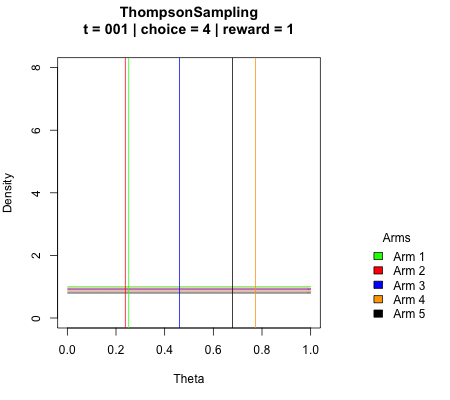 ThompsonSampling
t = 001 | choice = 4 | reward = 1
8
6
4
2
0
Density
0.0 0.2 0.4 0.6 0.8 1.0
Theta
Arms
Arm 1
Arm 2
Arm 3
Arm 4
Arm 5